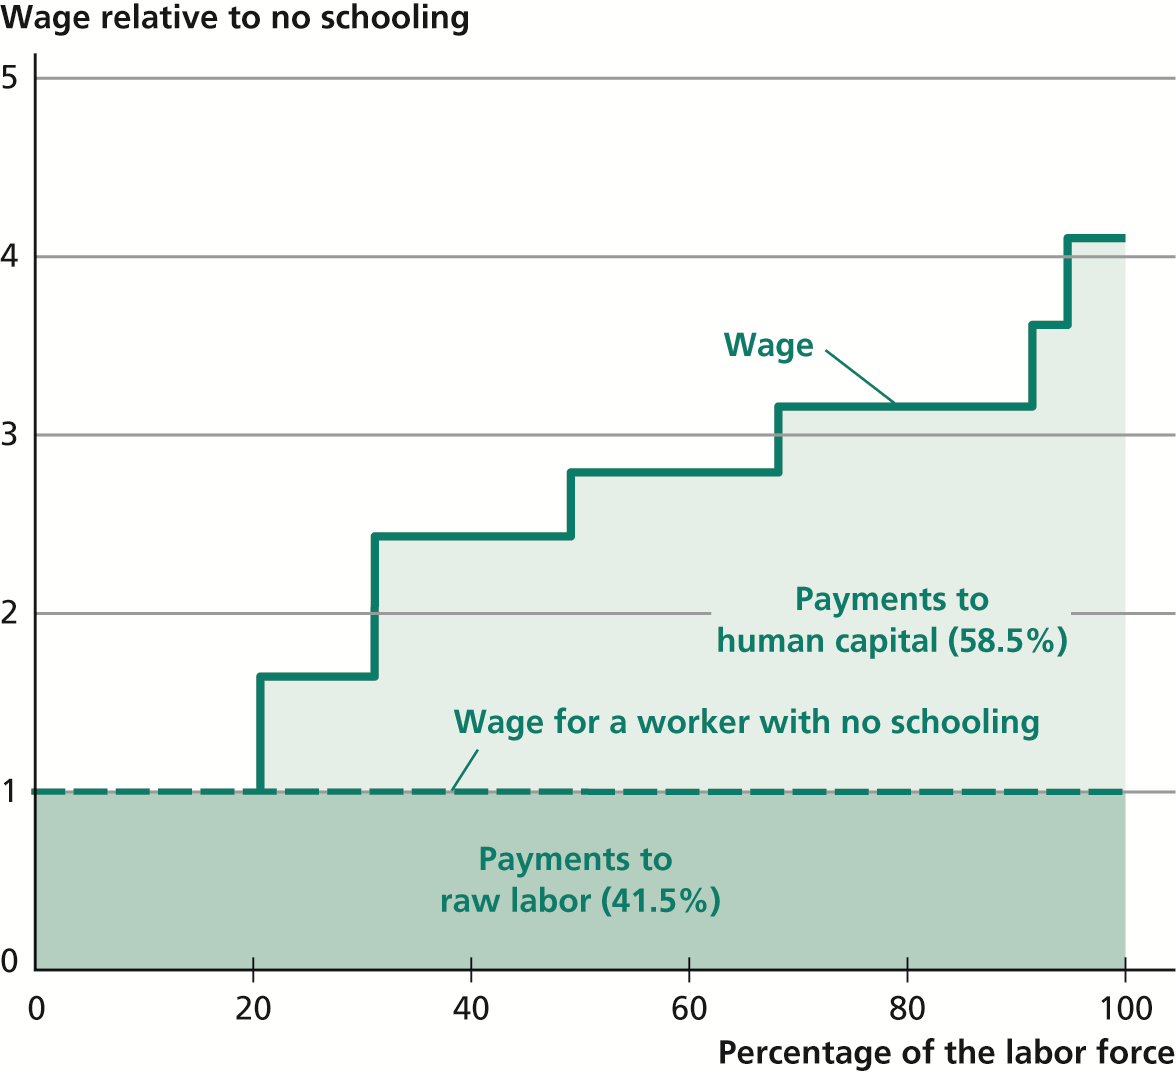 Wage relative to no schooling
5
4
Wage
3
Payments to
2
human capital (58.5%)
Wage for a worker with no schooling
1
Payments to
raw labor (41.5%)
0
0 20 40 60 80 100
Percentage of the labor force